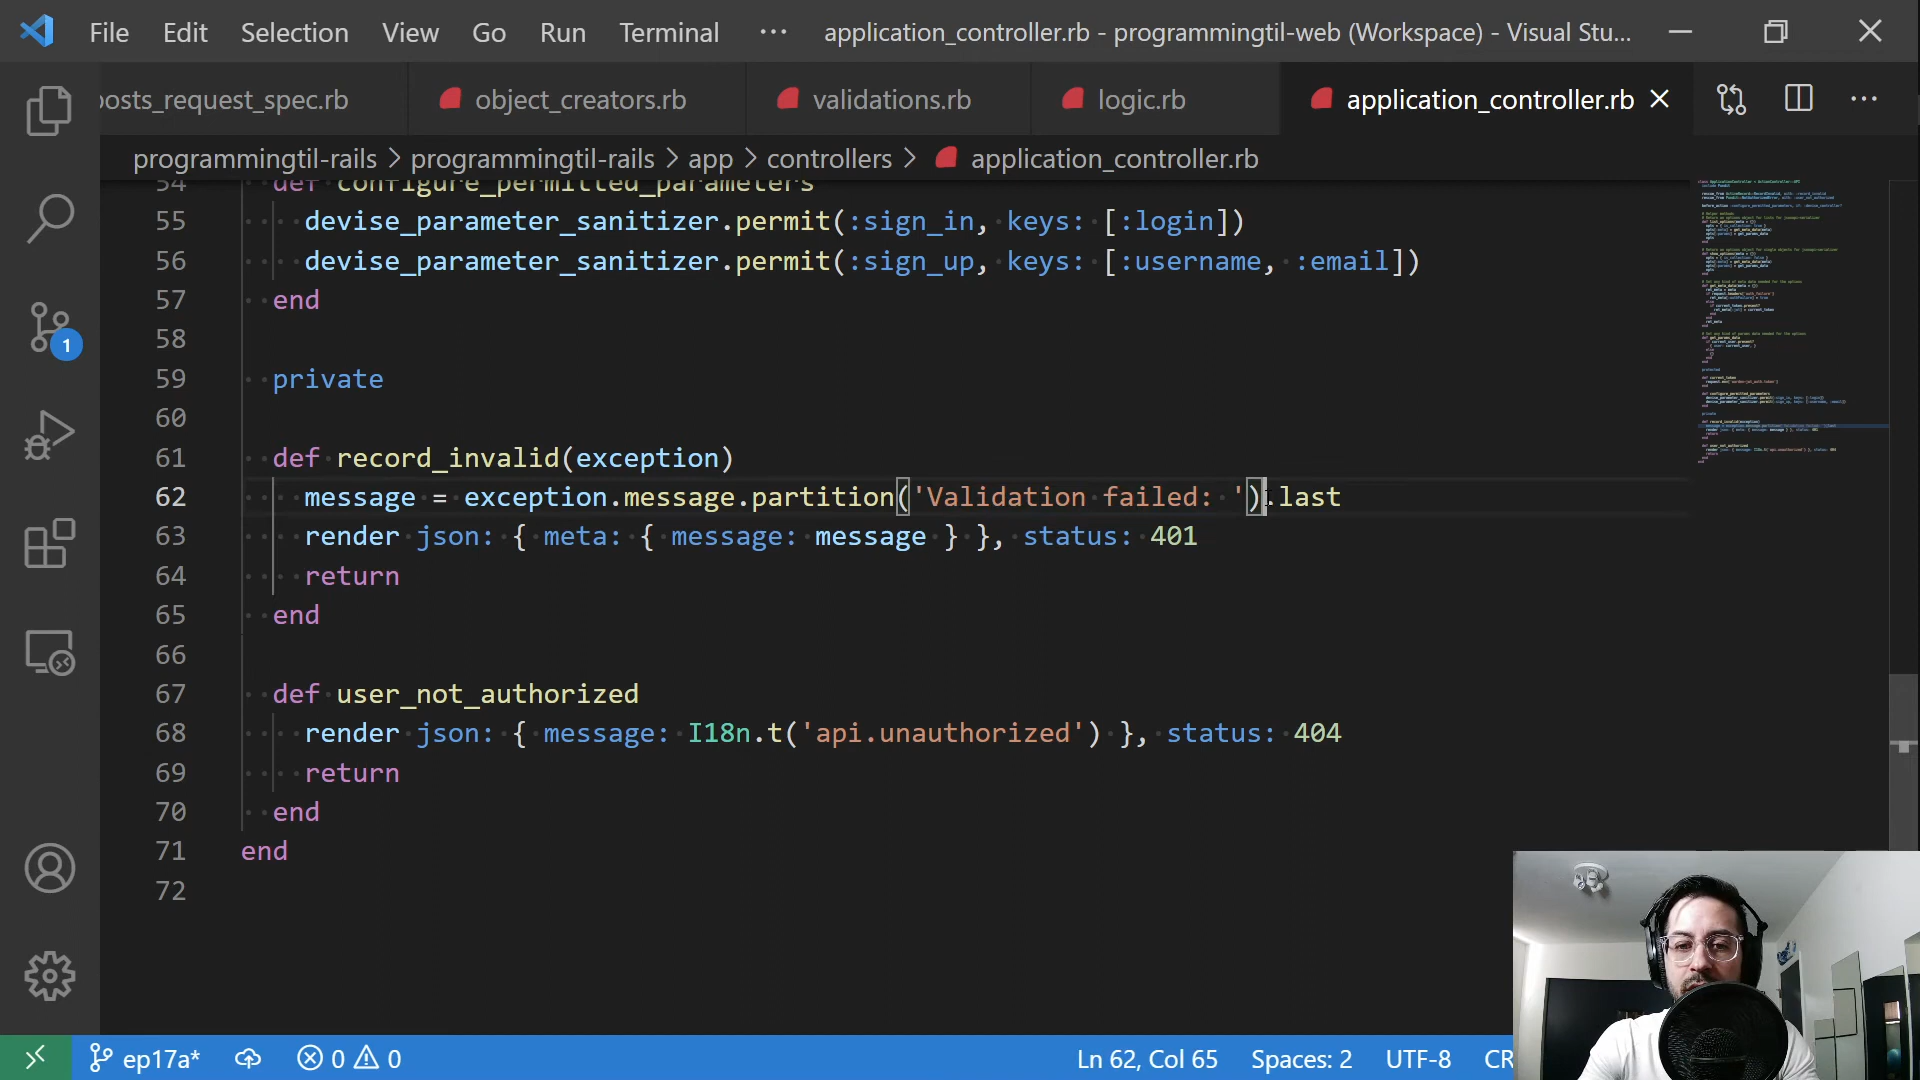 File Edit Selection View Go Run Terminal ··· application_controller.rb - programmingtil-web (Workspace) - Visual Stu...
posts_request_spec.rb object_creators.rb validations.rb logic.rb application_controller.rb
programmingtil-rails > programmingtil-rails > app > controllers > application_controller.rb
54 def configure_permitted_parameters
55 devise_parameter_sanitizer.permit(:sign_in, keys: [:login])
56 devise_parameter_sanitizer.permit(:sign_up, keys: [:username, :email])
57 end
58
59 private
60
61 def record_invalid(exception)
62 message = exception.message.partition('Validation failed: ').last
63 render json: { meta: { message: message } }, status: 401
64 return
65 end
66
67 def user_not_authorized
68 render json: { message: I18n.t('api.unauthorized') }, status: 404
69 return
70 end
71 end
72
1
ep17a* 0 0 Ln 62, Col 65 Spaces: 2 UTF-8 CR